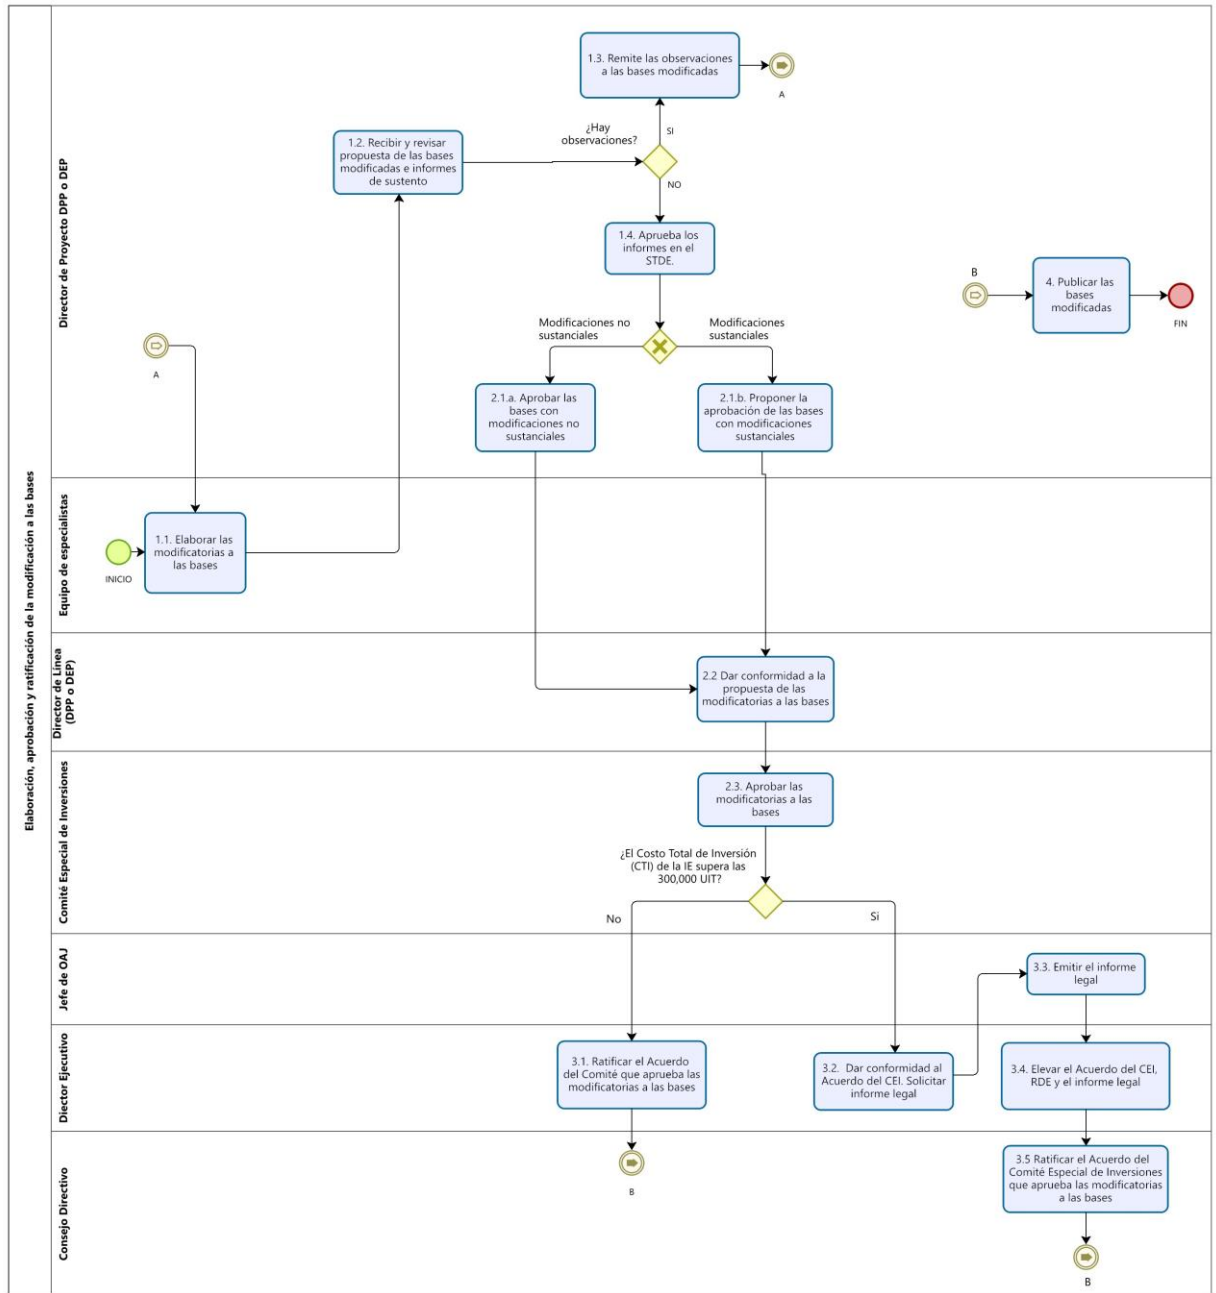 Elaboración, aprobación y ratificación de la modificación a las bases
Director de Proyecto DPP o DEP
1.3. Remite las observaciones
a las bases modificadas
A
SI
¿Hay
observaciones?
1.2. Recibir y revisar
propuesta de las bases
modificadas e informes
de sustento
NO
1.4. Aprueba los
informes en el
STDE.
B
4. Publicar las
bases
modificadas
FIN
Modificaciones no
sustanciales
Modificaciones
sustanciales
A
2.1.a. Aprobar las
bases con
modificaciones no
sustanciales
2.1.b. Proponer la
aprobación de las bases
con modificaciones
sustanciales
Equipo de especialistas
INICIO
1.1. Elaborar las
modificatorias a
las bases
Director de Línea
(DPP o DEP)
2.2 Dar conformidad a la
propuesta de las
modificatorias a las bases
Comité Especial de Inversiones
2.3. Aprobar las
modificatorias a las
bases
¿El Costo Total de Inversión
(CTI) de la IE supera las
300,000 UIT?
No
Si
Jefe de OAJ
3.3. Emitir el informe
legal
Diector Ejecutivo
3.1. Ratificar el Acuerdo
del Comité que aprueba las
modificatorias a las bases
3.2. Dar conformidad al
Acuerdo del CEI. Solicitar
informe legal
3.4. Elevar el Acuerdo del CEI,
RDE y el informe legal
Consejo Directivo
B
3.5 Ratificar el Acuerdo del
Comité Especial de Inversiones
que aprueba las modificatorias
a las bases
B